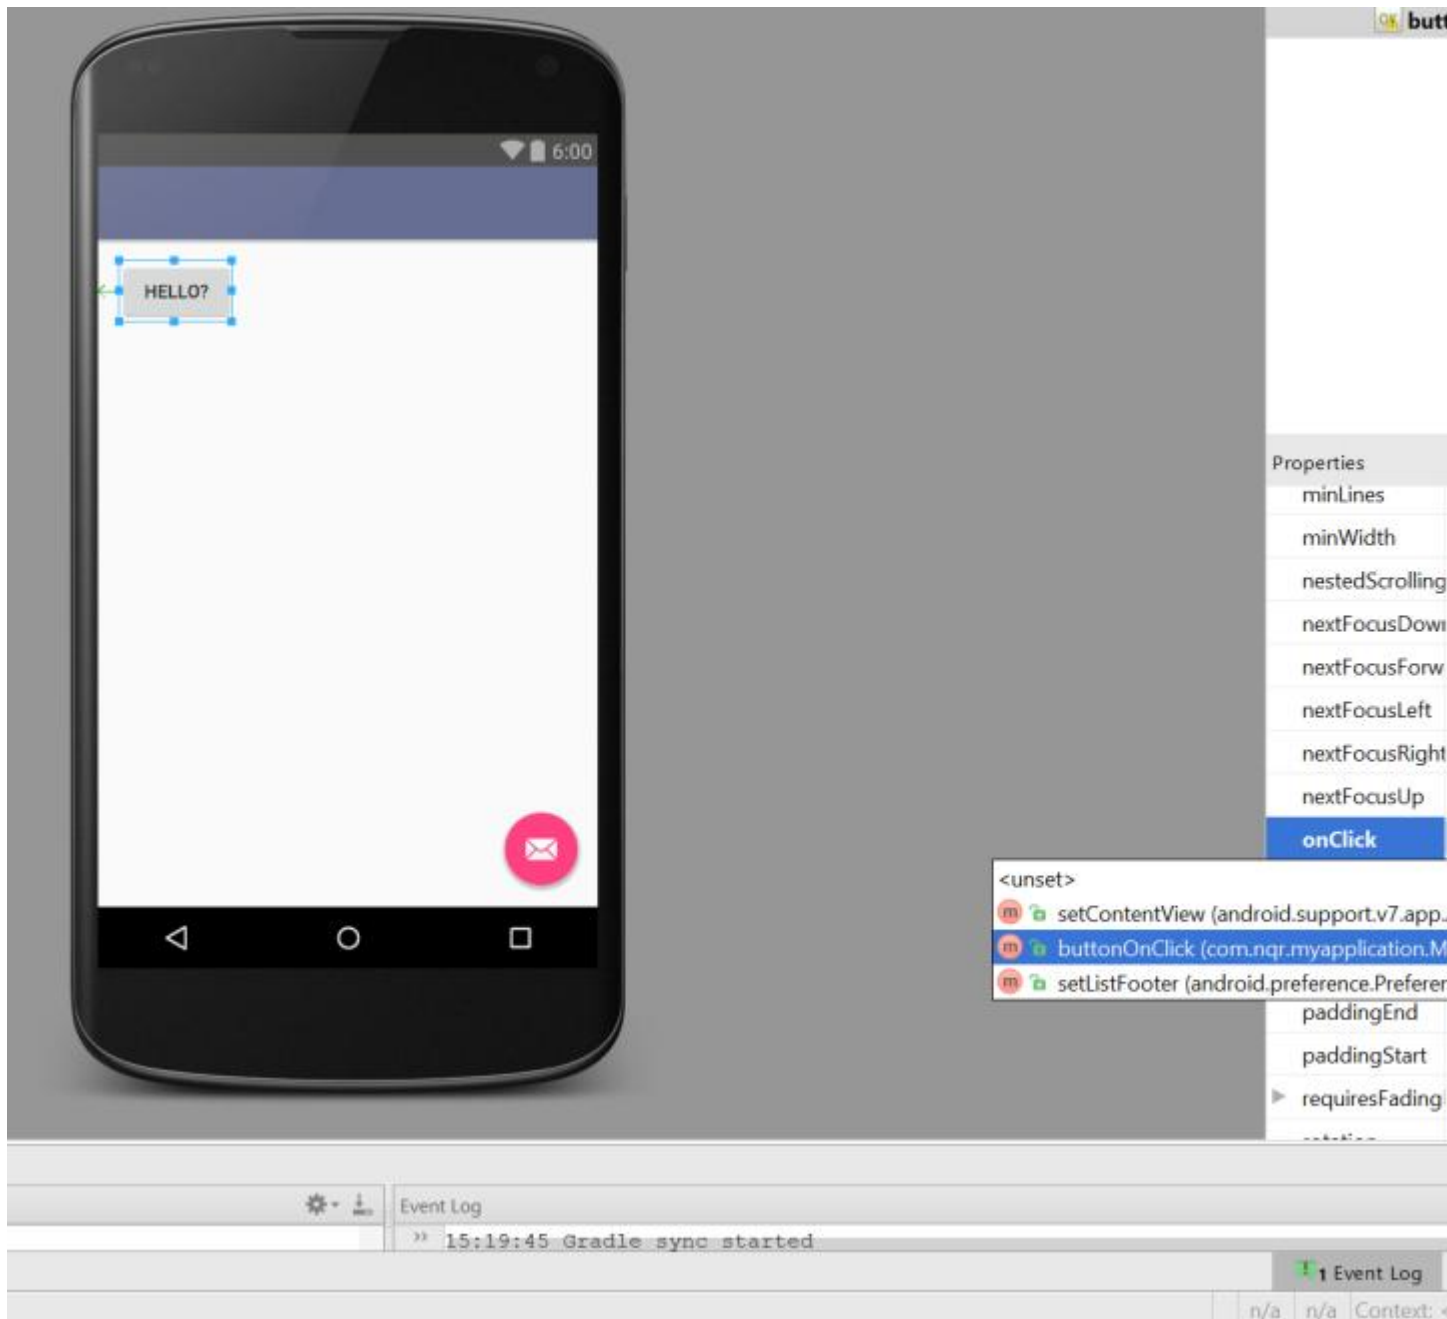 butt
6:00
HELLO?
Properties
minLines
minWidth
nestedScrolling
nextFocusDow
nextFocusForw
nextFocusLeft
nextFocusRight
nextFocusUp
onClick
<unset>
setContentView (android.support.v7.app.
buttonOnClick (com.nqr.myapplication.M
setListFooter (android.preference.Prefere
paddingEnd
paddingStart
requiresFading
Event Log
15:19:45 Gradle sync started
1 Event Log
n/a n/a Context: